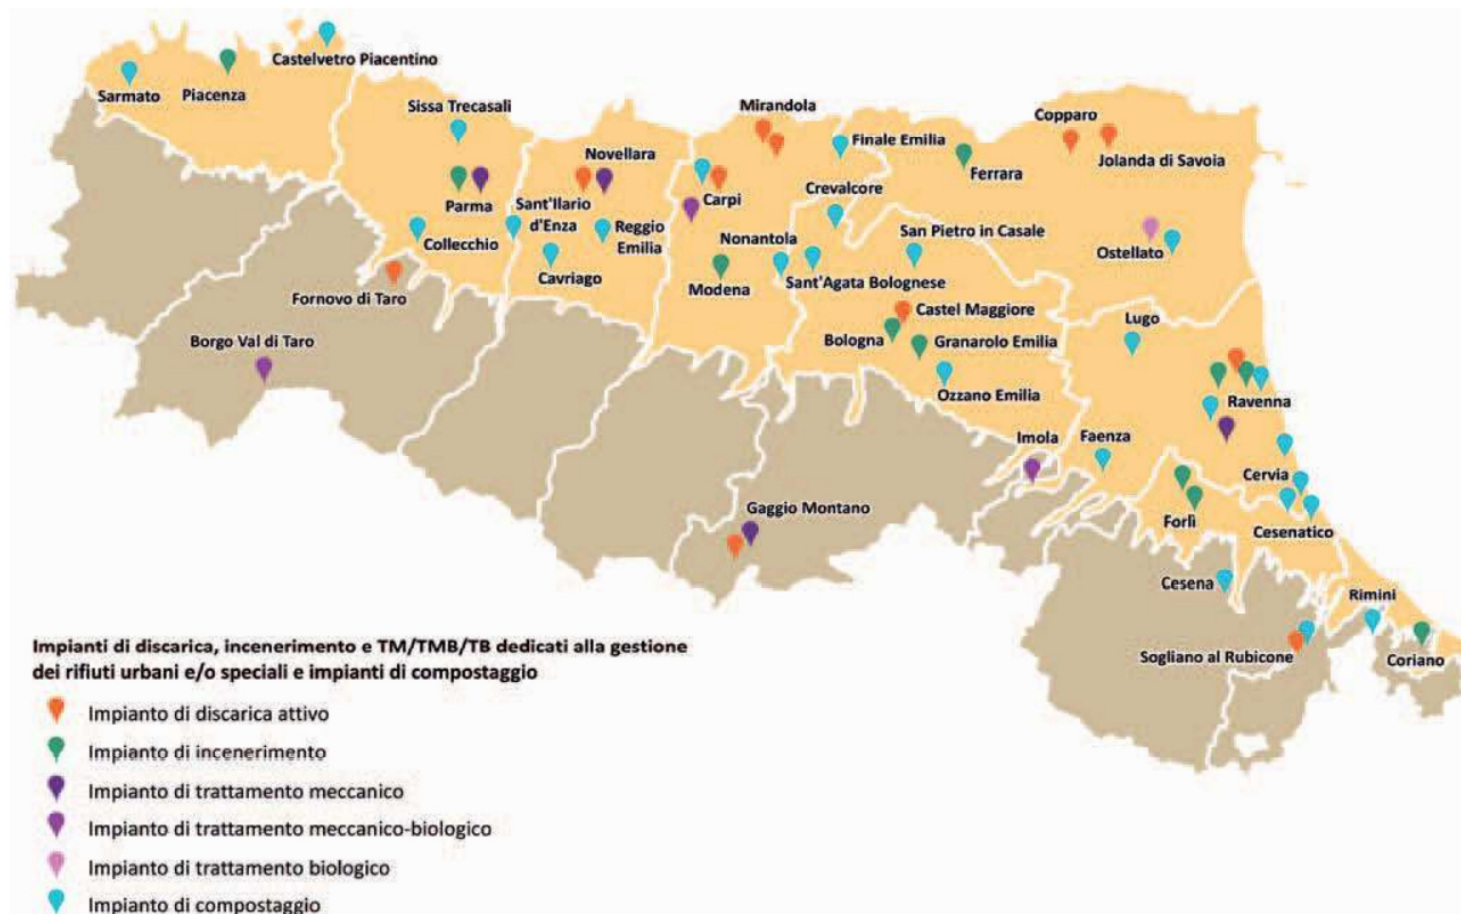 Castelvetro Piacentino
Sarmato
Piacenza
Sissa Trecasali
Mirandola
Copparo
Finale Emilia
Jolanda di Savoia
Novellara
Ferrara
Crevalcore
Carpi
Parma
Sant'Ilario
d'Enza
Reggio
Emilia
Collecchio
Nonantola
San Pietro in Casale
Ostellato
Cavriago
Modena
Sant'Agata Bolognese
Fornovo di Taro
Castel Maggiore
Lugo
Borgo Val di Taro
Bologna
Granarolo Emilia
Ozzano Emilia
Ravenna
Imola
Faenza
Cervia
Gaggio Montano
Forlì
Cesenatico
Cesena
Rimini
Sogliano al Rubicone
Coriano
Impianti di discarica, incenerimento e TM/TMB/TB dedicati alla gestione
dei rifiuti urbani e/o speciali e impianti di compostaggio
Impianto di discarica attivo
Impianto di incenerimento
Impianto di trattamento meccanico
Impianto di trattamento meccanico-biologico
Impianto di trattamento biologico
Impianto di compostaggio